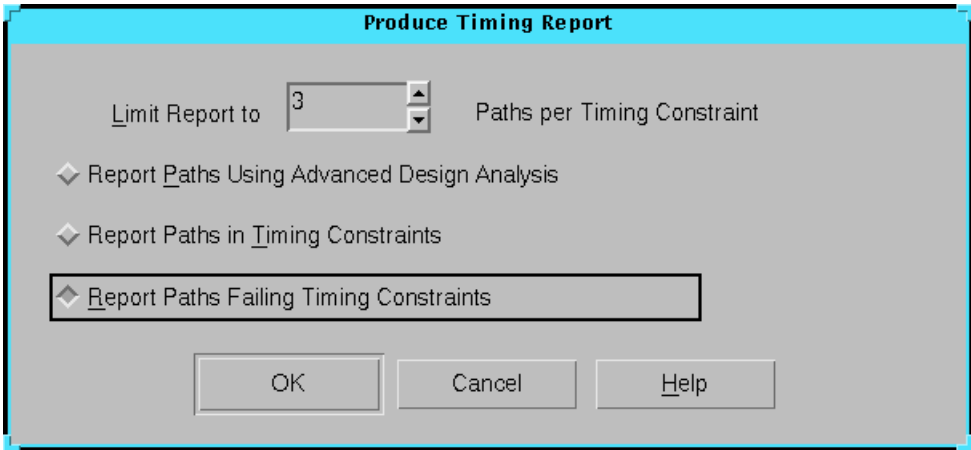 Produce Timing Report
Limit Report to 3 Paths per Timing Constraint
Report Paths Using Advanced Design Analysis
Report Paths in Timing Constraints
Report Paths Failing Timing Constraints
OK Cancel Help